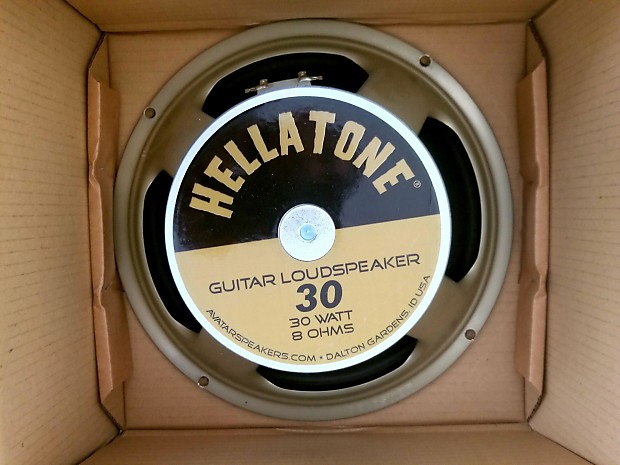 HELLATONE®
GUITAR LOUDSPEAKER
30
30 WATT
8 OHMS
AVATARSPEAKERS.COM • DALTON GARDENS, ID USA